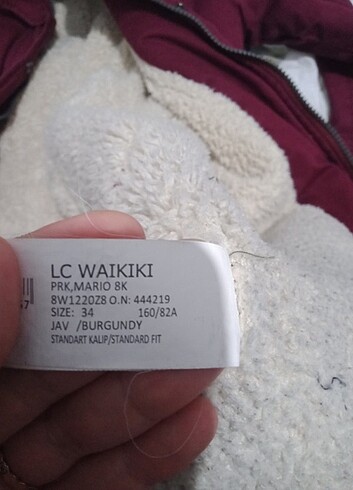 LC WAIKIKI
PRK,MARIO 8K
8W1220Z8 O.N: 444219
SIZE: 34 160/82A
JAV /BURGUNDY
STANDART KALIP/STANDARD FIT